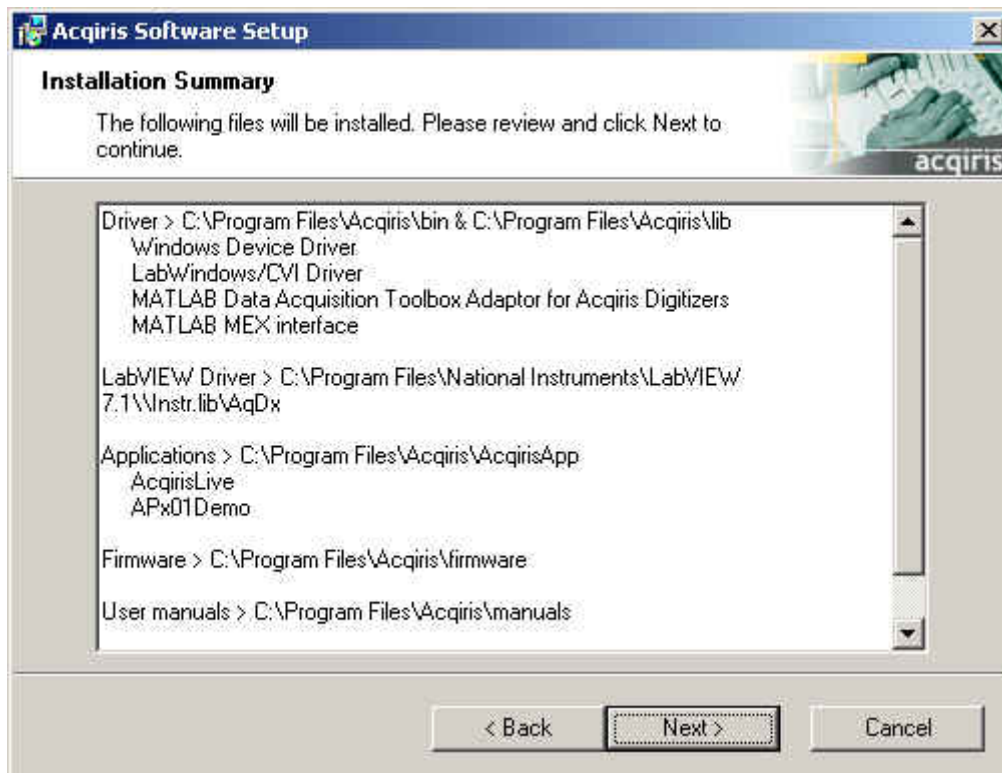 Acqiris Software Setup
Installation Summary
The following files will be installed. Please review and click Next to
continue.
acqiris
Driver > C:\Program Files\Acqiris\bin & C:\Program Files\Acqiris\lib
Windows Device Driver
LabWindows/CVI Driver
MATLAB Data Acquisition Toolbox Adaptor for Acqiris Digitizers
MATLAB MEX interface
LabVIEW Driver > C:\Program Files\National Instruments\LabVIEW
7.1\\Instr.lib\AqDx
Applications > C:\Program Files\Acqiris\AcqirisApp
AcqirisLive
APx01Demo
Firmware > C:\Program Files\Acqiris\firmware
User manuals > C:\Program Files\Acqiris\manuals
< Back
Next >
Cancel